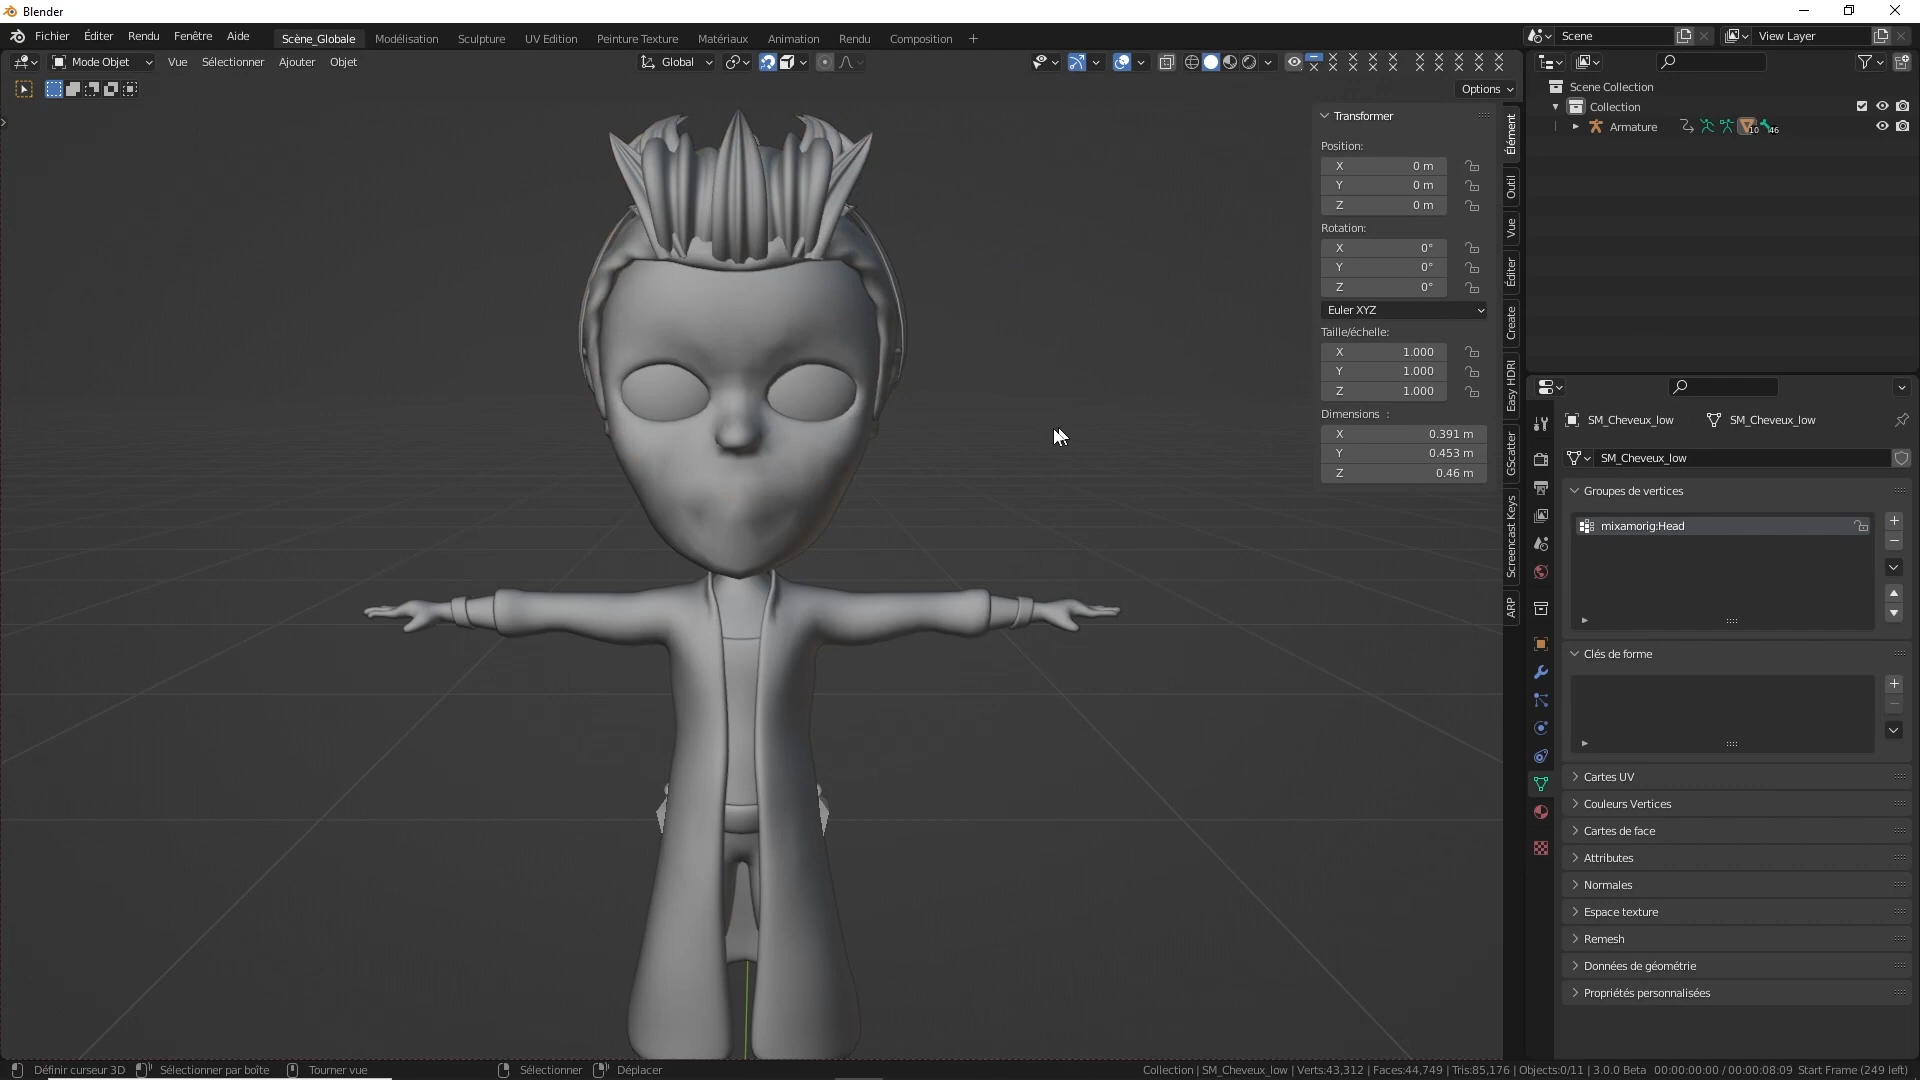 Blender
Fichier Éditer Rendu Fenêtre Aide Scène_Globale Modélisation Sculpture UV Edition Peinture Texture Matériaux Animation Rendu Composition + Scene View Layer
Mode Objet Vue Sélectionner Ajouter Objet Global
Options
Transformer
Position:
X 0 m
Y 0 m
Z 0 m
Rotation:
X 0°
Y 0°
Z 0°
Euler XYZ
Taille/échelle:
X 1.000
Y 1.000
Z 1.000
Dimensions :
X 0.391 m
Y 0.453 m
Z 0.46 m
Élément
Outil
Vue
Éditer
Create
Easy HDRI
GScatter
Screencast Keys
ARP
Scene Collection
Collection
Armature 10 46
SM_Cheveux_low SM_Cheveux_low
SM_Cheveux_low
Groupes de vertices
mixamorig:Head
Clés de forme
Cartes UV
Couleurs Vertices
Cartes de face
Attributes
Normales
Espace texture
Remesh
Données de géométrie
Propriétés personnalisées
Définir curseur 3D Sélectionner par boîte Tourner vue Sélectionner Déplacer Collection | SM_Cheveux_low | Verts:43,312 | Faces:44,749 | Tris:85,176 | Objects:0/11 | 3.0.0 Beta 00:00:00:00 / 00:00:08:09 Start Frame (249 left)